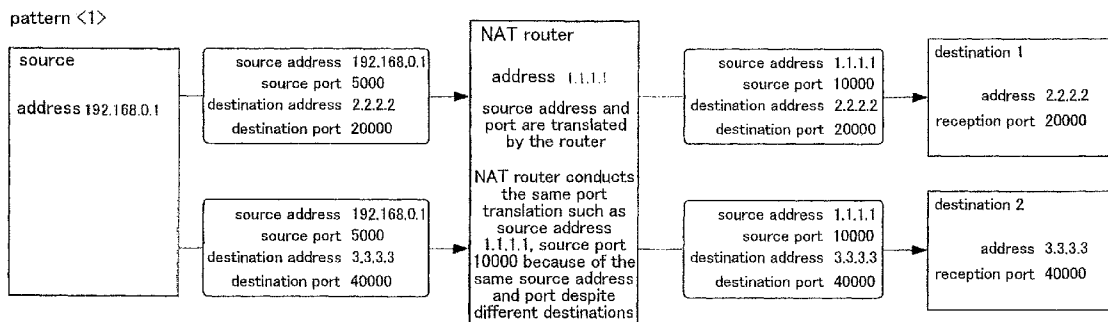 pattern <1>
source
address 192.168.0.1
source address 192.168,0.1
source port 5000
destination address 2.2.2.2
destination port 20000
source address 192.168.0.1
source port 5000
destination address 3.3.3.3
destination port 40000
NAT router
address 1.1.1.1
source address and
port are translated
by the router
NAT router conducts
the same port
translation such as
source address
1.1.1.1, source port
10000 because of the
same source address
and port despite
different destinations
source address 1.1.1.1
source port 10000
destination address 2.2.2.2
destination port 20000
source address 1.1.1.1
source port 10000
destination address 3.3.3.3
destination port 40000
destination 1
address 2.2.2.2
reception port 20000
destination 2
address 3.3.3.3
reception port 40000